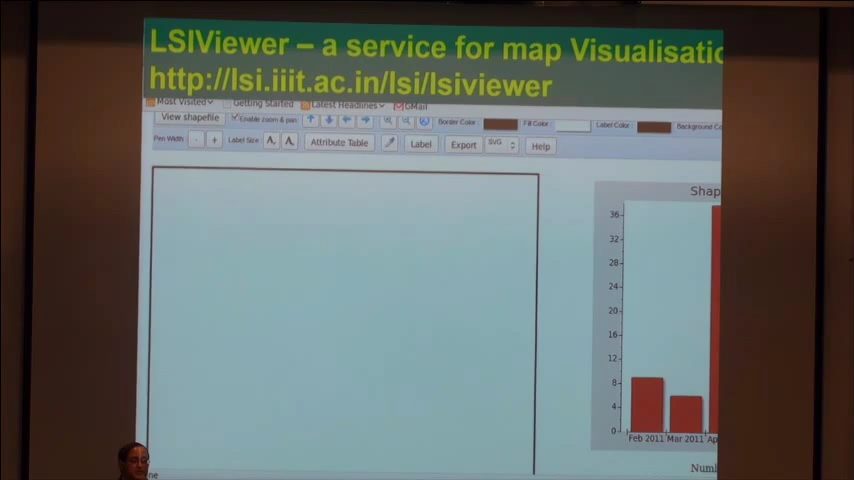 LSIViewer – a service for map Visualisatio
http://lsi.iiit.ac.in/lsi/lsiviewer
Most Visited Getting Started Latest Headlines GMail
View shapefile Enable zoom & pan Border Color: Fill Color: Label Color: Background Co
Pen Width - + Label Size A A Attribute Table Label Export SVG Help
Shap
36
32
28
24
20
16
12
8
4
0
Feb 2011 Mar 2011 Ap
Numb
ne